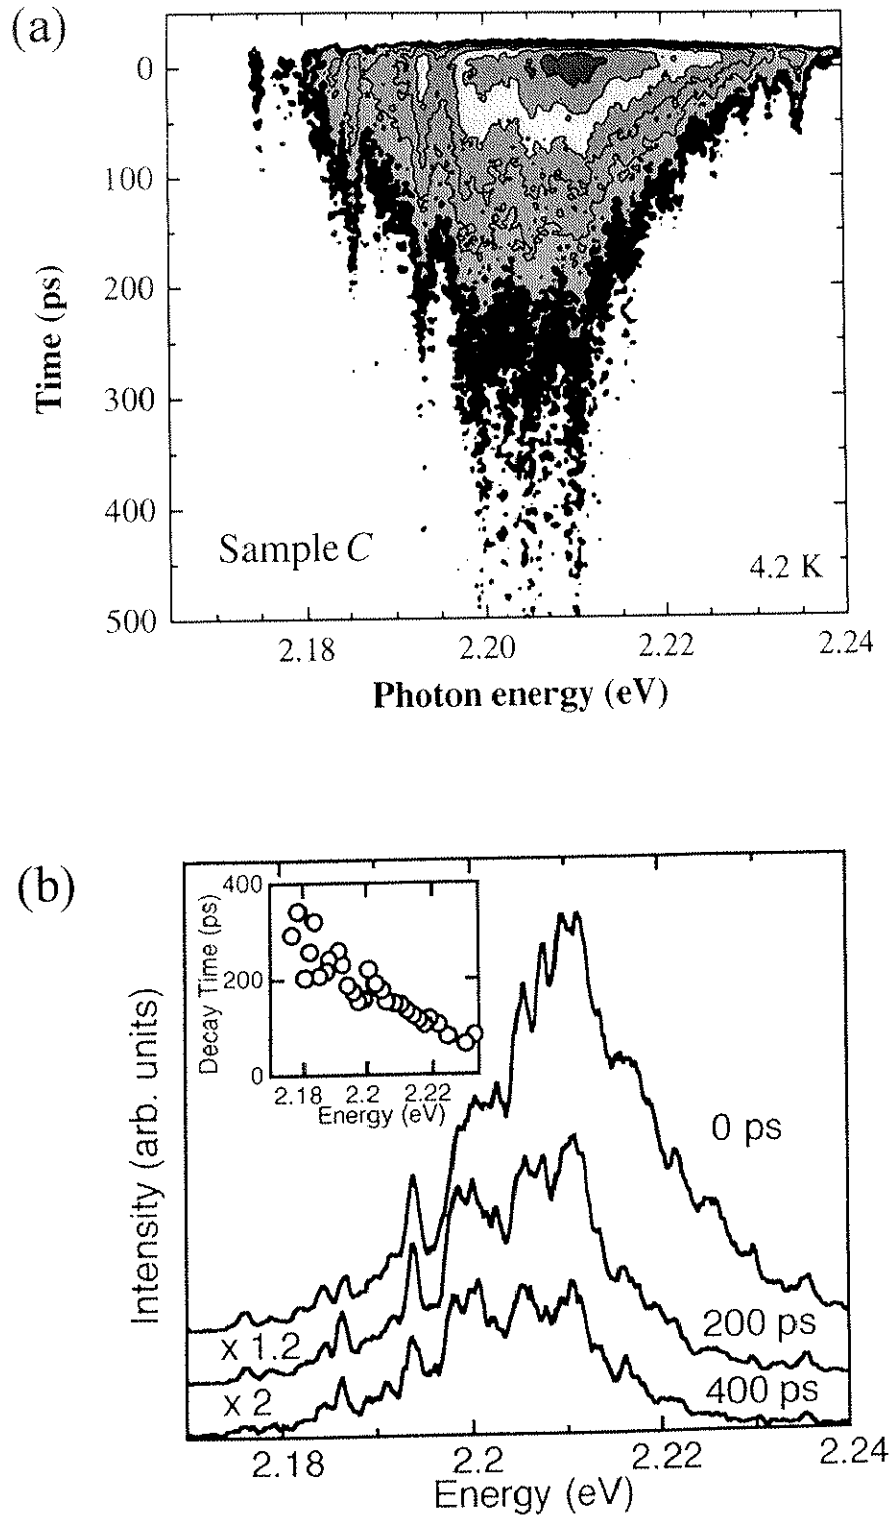 (a)
0
100
200
300
400
500
Time (ps)
Sample C
4.2 K
2.18 2.20 2.22 2.24
Photon energy (eV)
(b)
400
200
0
Decay Time (ps)
2.18 2.2 2.22
Energy (eV)
Intensity (arb. units)
0 ps
x 1.2
200 ps
x 2
400 ps
2.18 2.2 2.22 2.24
Energy (eV)